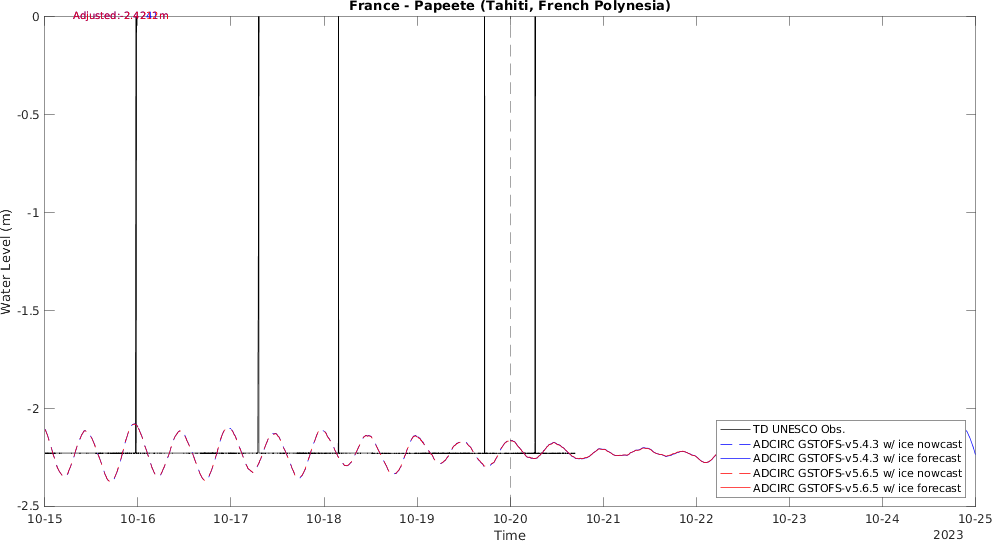 France - Papeete (Tahiti, French Polynesia)
0
-0.5
-1
-1.5
-2
-2.5
Water Level (m)
TD UNESCO Obs.
ADCIRC GSTOFS-v5.4.3 w/ ice nowcast
ADCIRC GSTOFS-v5.4.3 w/ ice forecast
ADCIRC GSTOFS-v5.6.5 w/ ice nowcast
ADCIRC GSTOFS-v5.6.5 w/ ice forecast
10-15
10-16
10-17
10-18
10-19
10-20
10-21
10-22
10-23
10-24
10-25
Time
2023